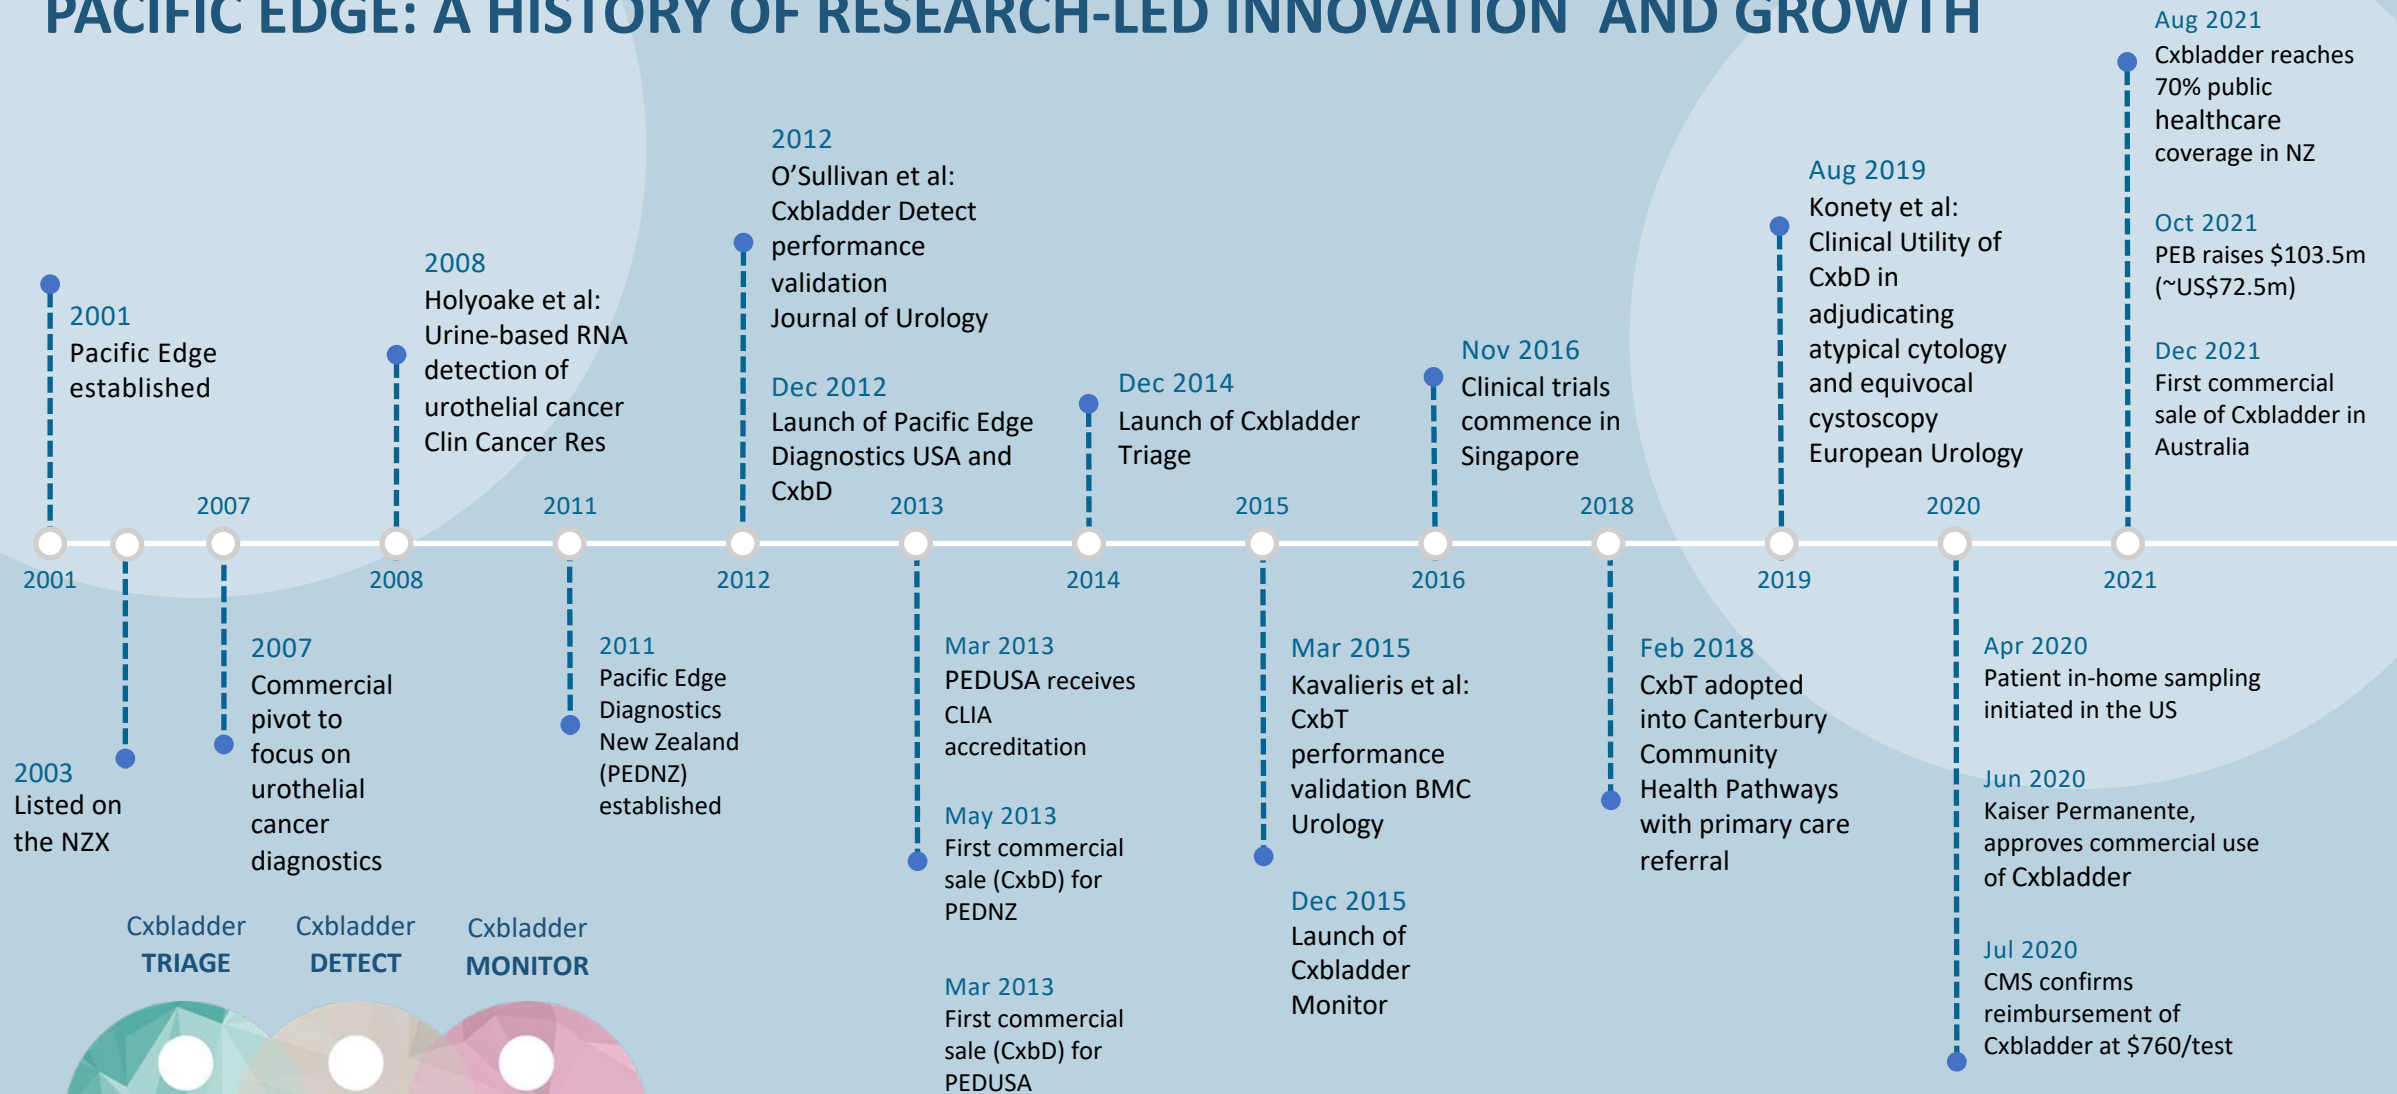 PACIFIC EDGE: A HISTORY OF RESEARCH-LED INNOVATION AND GROWTH
2001
Pacific Edge
established
2008
Holyoake et al:
Urine-based RNA
detection of
urothelial cancer
Clin Cancer Res
2012
O'Sullivan et al:
Cxbladder Detect
performance
validation
Journal of Urology
Dec 2012
Launch of Pacific Edge
Diagnostics USA and
CxbD
Dec 2014
Launch of Cxbladder
Triage
Nov 2016
Clinical trials
commence in
Singapore
Aug 2019
Konety et al:
Clinical Utility of
CxbD in
adjudicating
atypical cytology
and equivocal
cystoscopy
European Urology
Aug 2021
Cxbladder reaches
70% public
healthcare
coverage in NZ
Oct 2021
PEB raises $103.5m
(~US$72.5m)
Dec 2021
First commercial
sale of Cxbladder in
Australia
2007
2011
2013
2015
2018
2020
2001
2008
2012
2014
2016
2019
2021
2003
Listed on
the NZX
2007
Commercial
pivot to
focus on
urothelial
cancer
diagnostics
2011
Pacific Edge
Diagnostics
New Zealand
(PEDNZ)
established
Mar 2013
PEDUSA receives
CLIA
accreditation
May 2013
First commercial
sale (CxbD) for
PEDNZ
Mar 2013
First commercial
sale (CxbD) for
PEDUSA
Mar 2015
Kavalieris et al:
CxbT
performance
validation BMC
Urology
Dec 2015
Launch of
Cxbladder
Monitor
Feb 2018
CxbT adopted
into Canterbury
Community
Health Pathways
with primary care
referral
Apr 2020
Patient in-home sampling
initiated in the US
Jun 2020
Kaiser Permanente,
approves commercial use
of Cxbladder
Jul 2020
CMS confirms
reimbursement of
Cxbladder at $760/test
Cxbladder
TRIAGE
Cxbladder
DETECT
Cxbladder
MONITOR